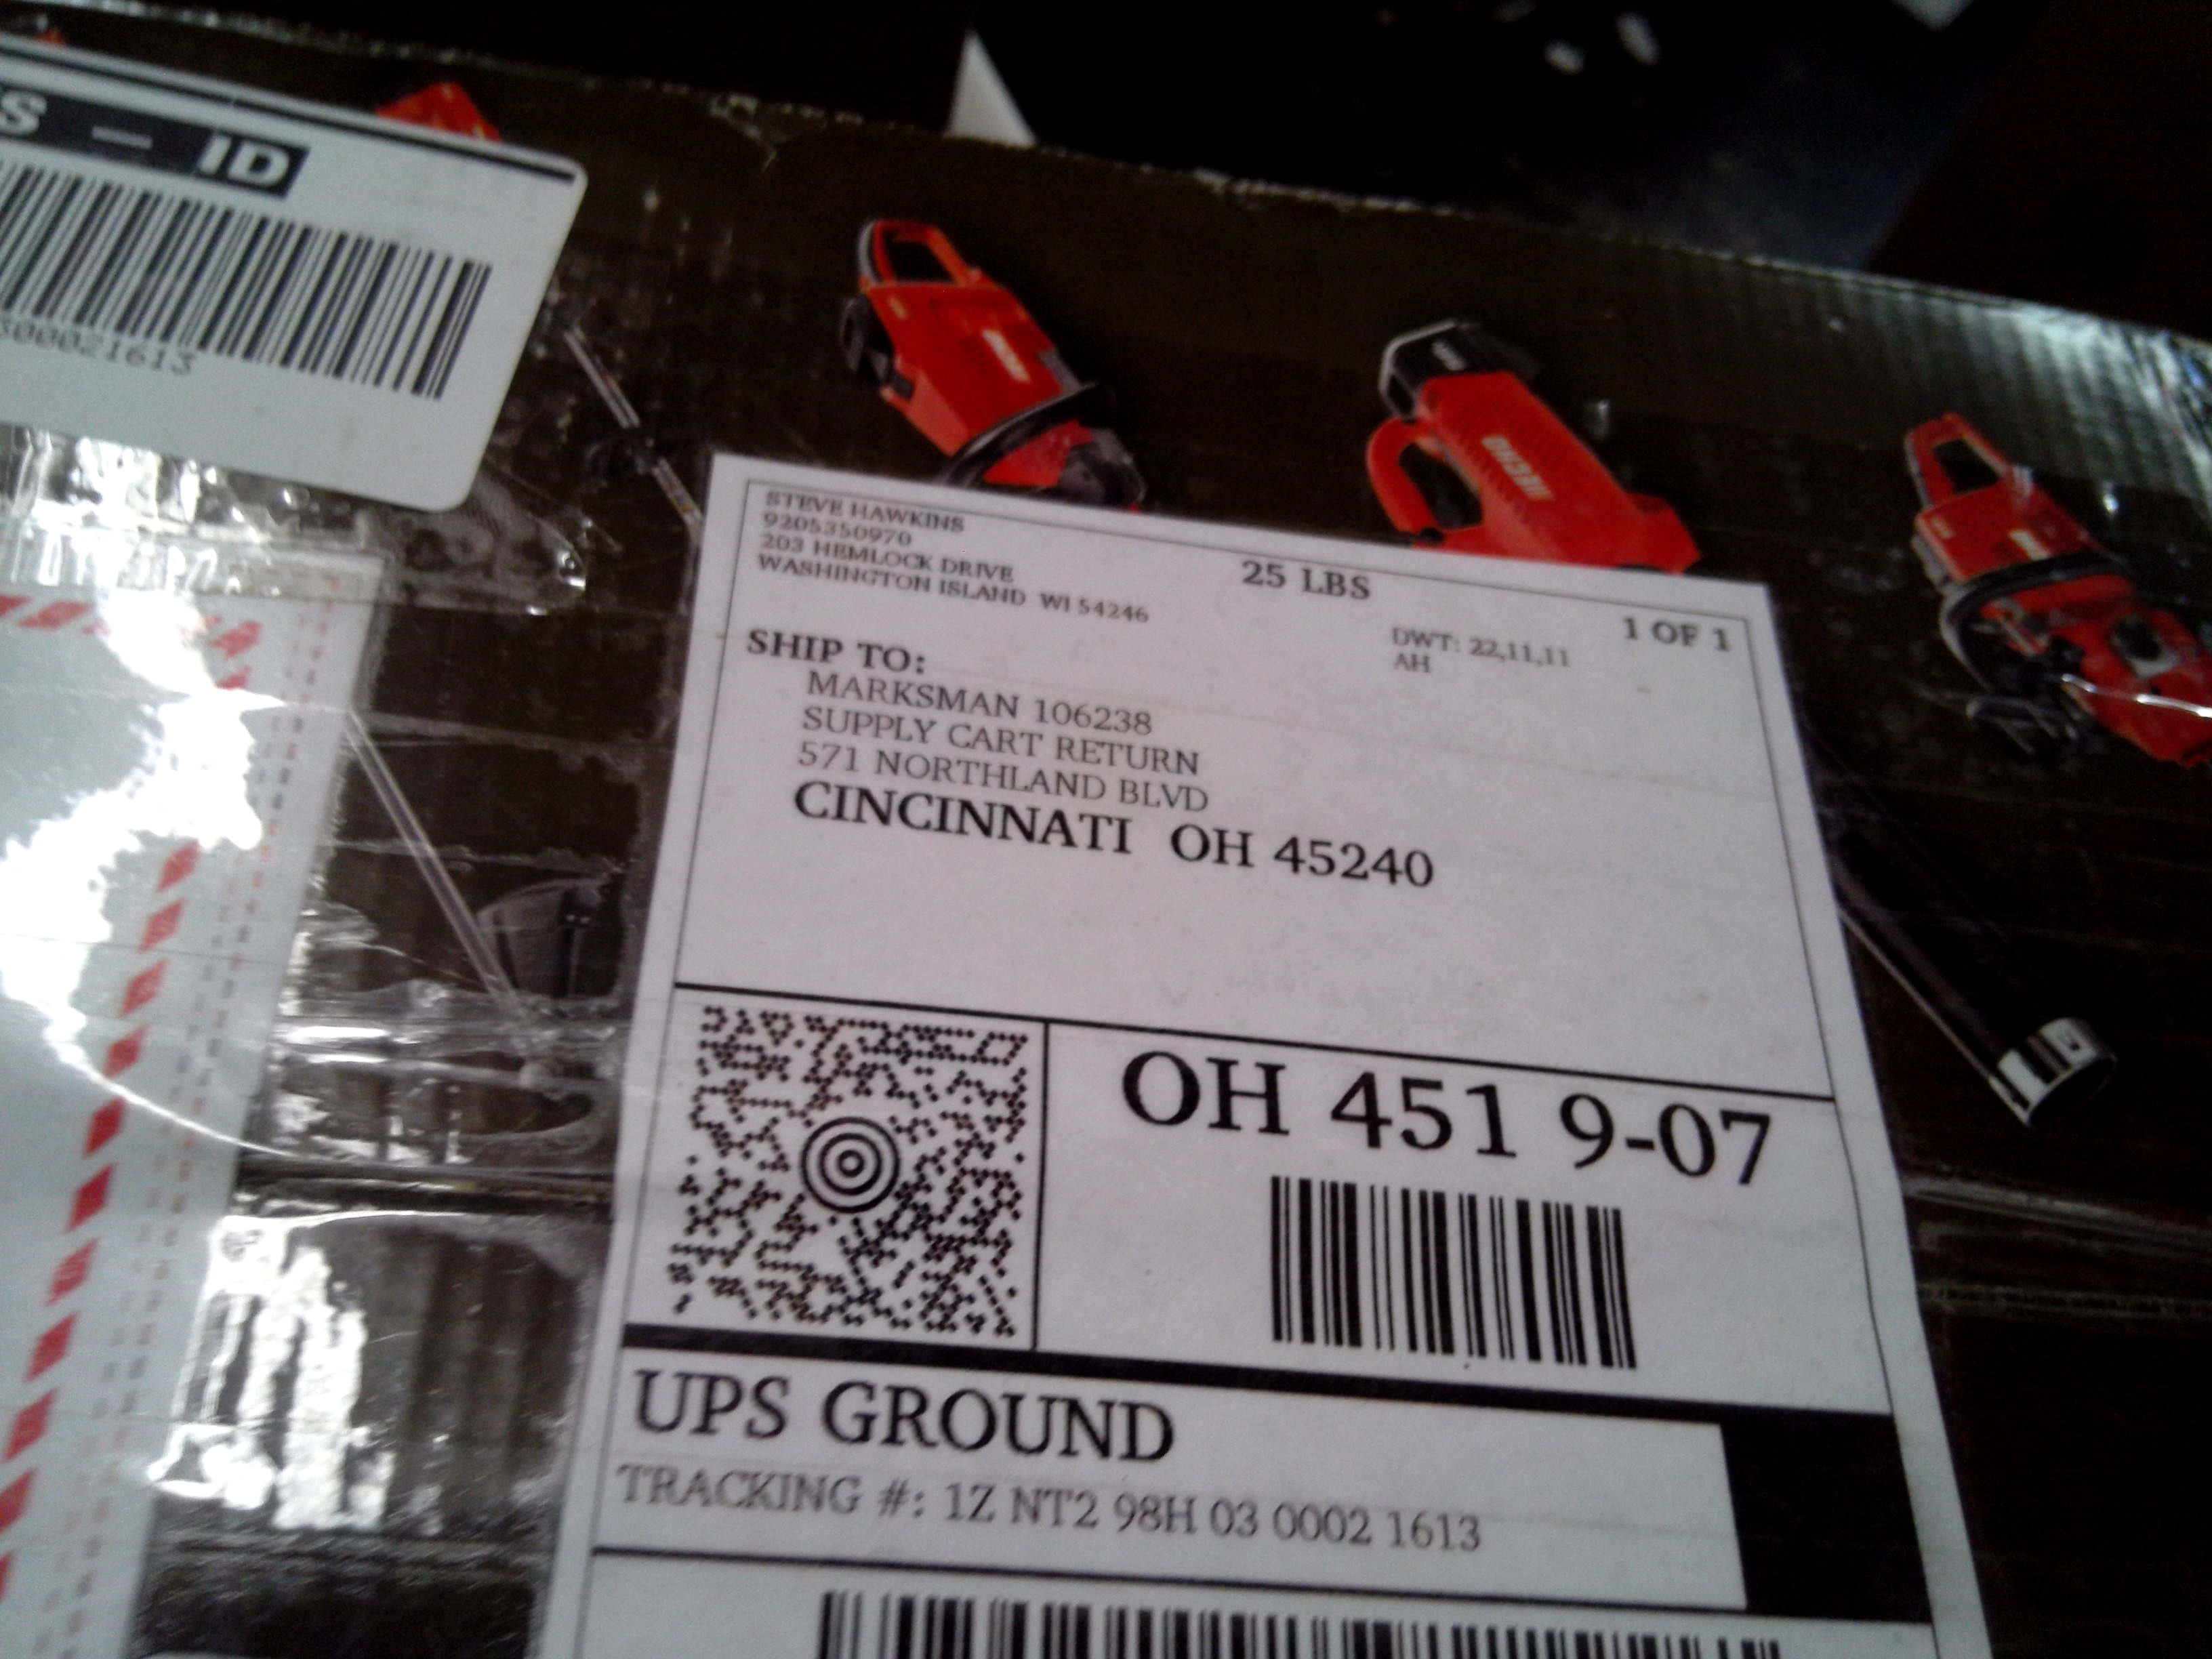 S – ID
300021613
ECHO
STEVE HAWKINS
9205350970
203 HEMLOCK DRIVE
WASHINGTON ISLAND WI 54246
25 LBS
1 OF 1
DWT: 22,11,11
AH
SHIP TO:
MARKSMAN 106238
SUPPLY CART RETURN
571 NORTHLAND BLVD
CINCINNATI OH 45240
OH 451 9-07
UPS GROUND
TRACKING #: 1Z NT2 98H 03 0002 1613